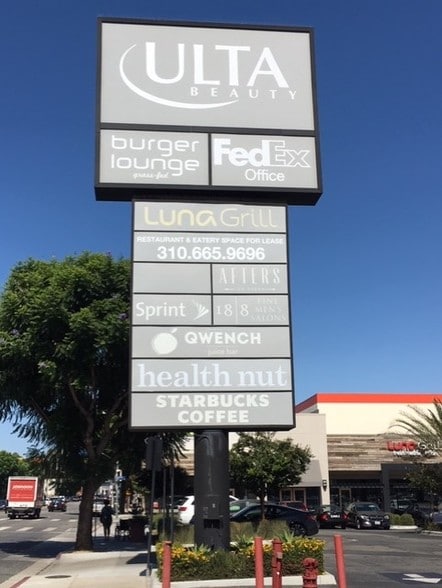 ULTA
BEAUTY
burger
lounge
grass-fed
FedEx
Office
Luna Grill
RESTAURANT & EATERY SPACE FOR LEASE
310.665.9696
AFTERS
Sprint
18|8
FINE
MEN'S
SALONS
QWENCH
juice bar
health nut
STARBUCKS
COFFEE